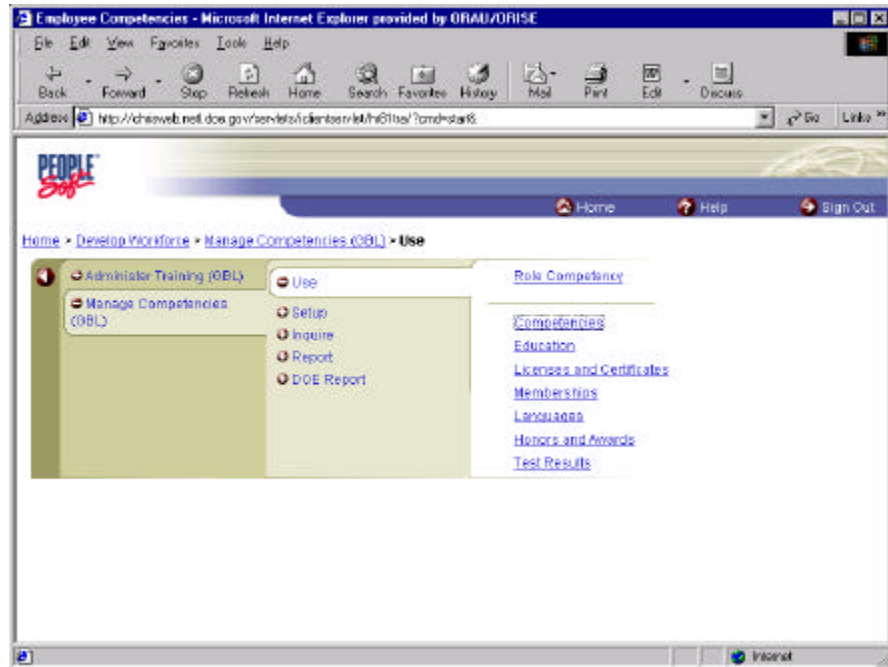 Employee Competencies - Microsoft Internet Explorer provided by ORAU/ORISE
File Edit View Favorites Tools Help
Back Forward Stop Refresh Home Search Favorites History Mail Print Edit Discuss
Address Go Links »
PEOPLE
Soft
Home Help Sign Out
Home > Develop Workforce > Manage Competencies (GBL) > Use
Administer Training (GBL)
Manage Competencies
(GBL)
Use
Setup
Inquire
Report
DOE Report
Role Competency
Competencies
Education
Licenses and Certificates
Memberships
Languages
Honors and Awards
Test Results
Internet